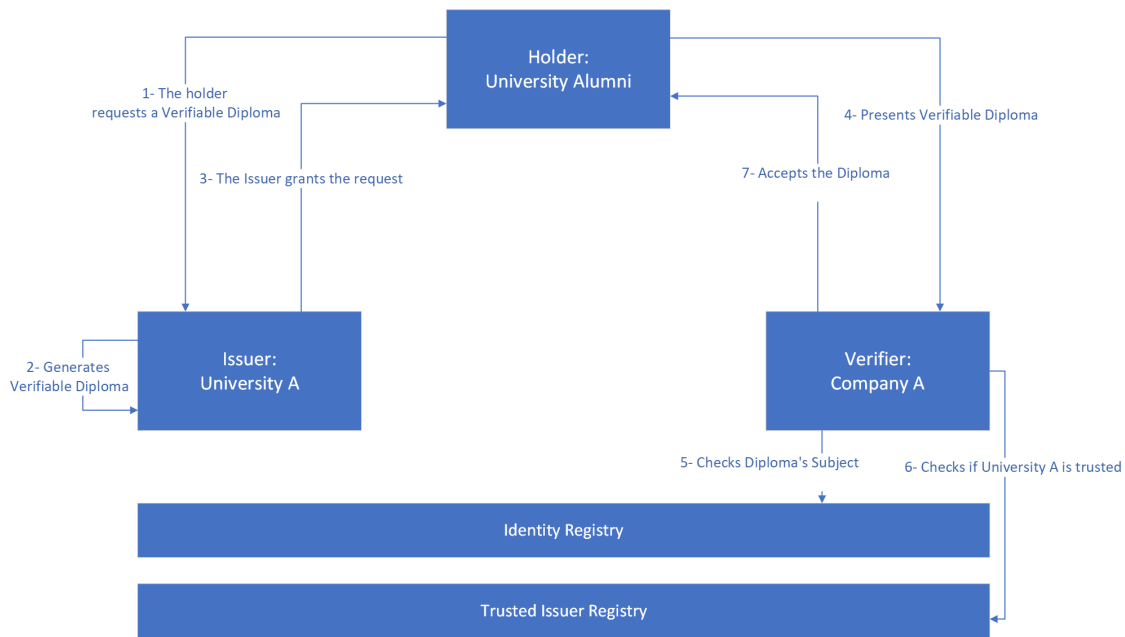 Holder:
University Alumni
1- The holder
requests a Verifiable Diploma
4- Presents Verifiable Diploma
3- The Issuer grants the request
7- Accepts the Diploma
Issuer:
University A
2- Generates
Verifiable Diploma
Verifier:
Company A
5- Checks Diploma's Subject
6- Checks if University A is trusted
Identity Registry
Trusted Issuer Registry